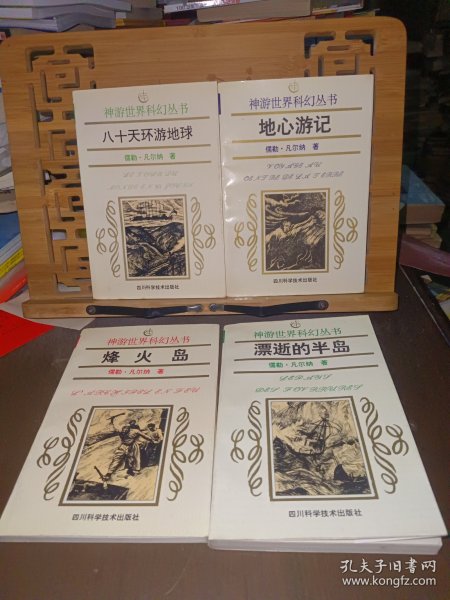 神游世界科幻丛书
八十天环游地球
儒勒·凡尔纳 著
四川科学技术出版社
神游世界科幻丛书
地心游记
儒勒·凡尔纳 著
四川科学技术出版社
神游世界科幻丛书
烽火岛
儒勒·凡尔纳 著
四川科学技术出版社
神游世界科幻丛书
漂逝的半岛
儒勒·凡尔纳 著
四川科学技术出版社
孔夫子旧书网
www.kongfz.com